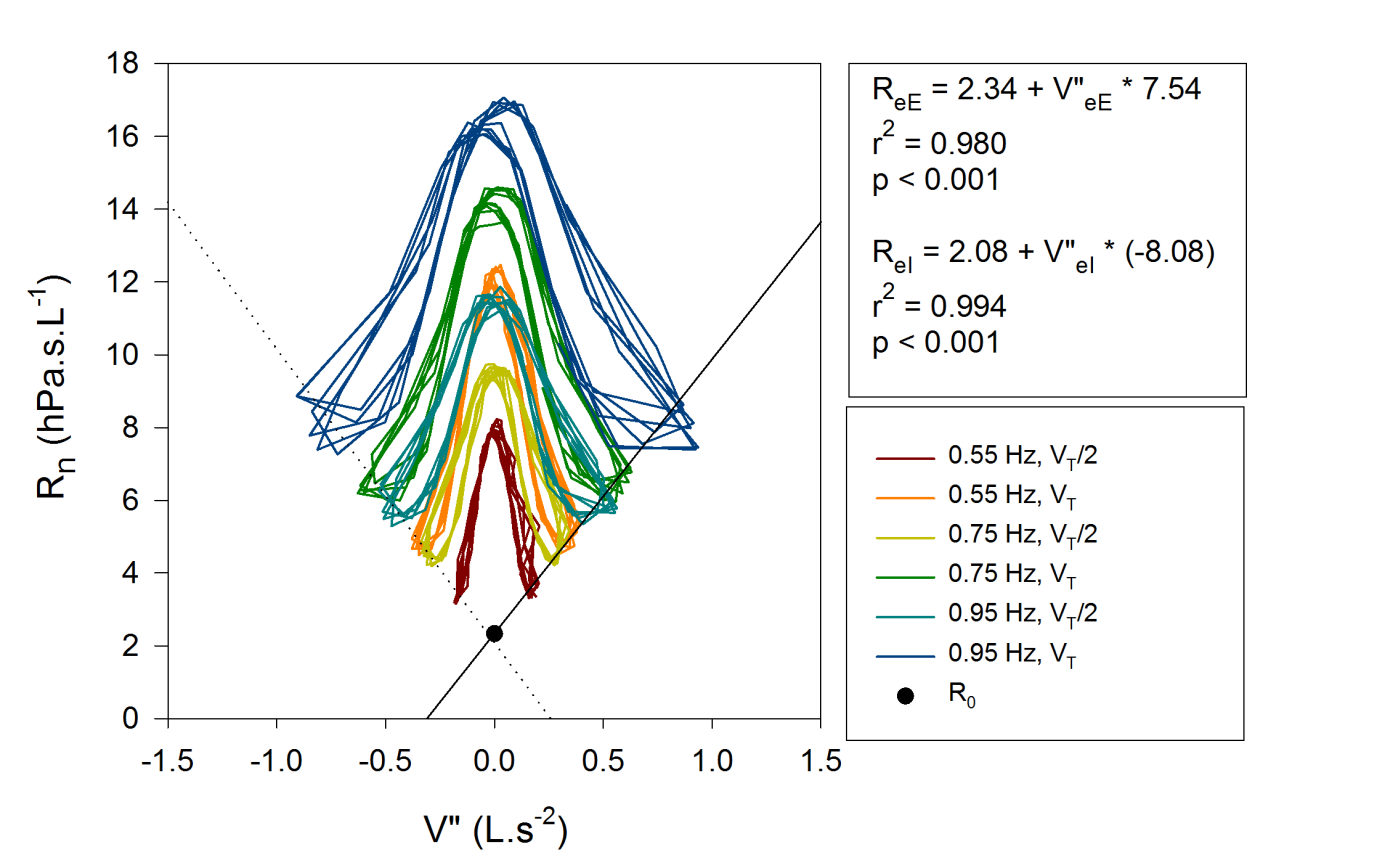 18
16
14
12
10
8
6
4
2
0
Rn (hPa.s.L-1)
-1.5 -1.0 -0.5 0.0 0.5 1.0 1.5
V" (L.s-2)
ReE = 2.34 + V"eE * 7.54
r2 = 0.980
p < 0.001
ReI = 2.08 + V"eI * (-8.08)
r2 = 0.994
p < 0.001
0.55 Hz, VT/2
0.55 Hz, VT
0.75 Hz, VT/2
0.75 Hz, VT
0.95 Hz, VT/2
0.95 Hz, VT
R0